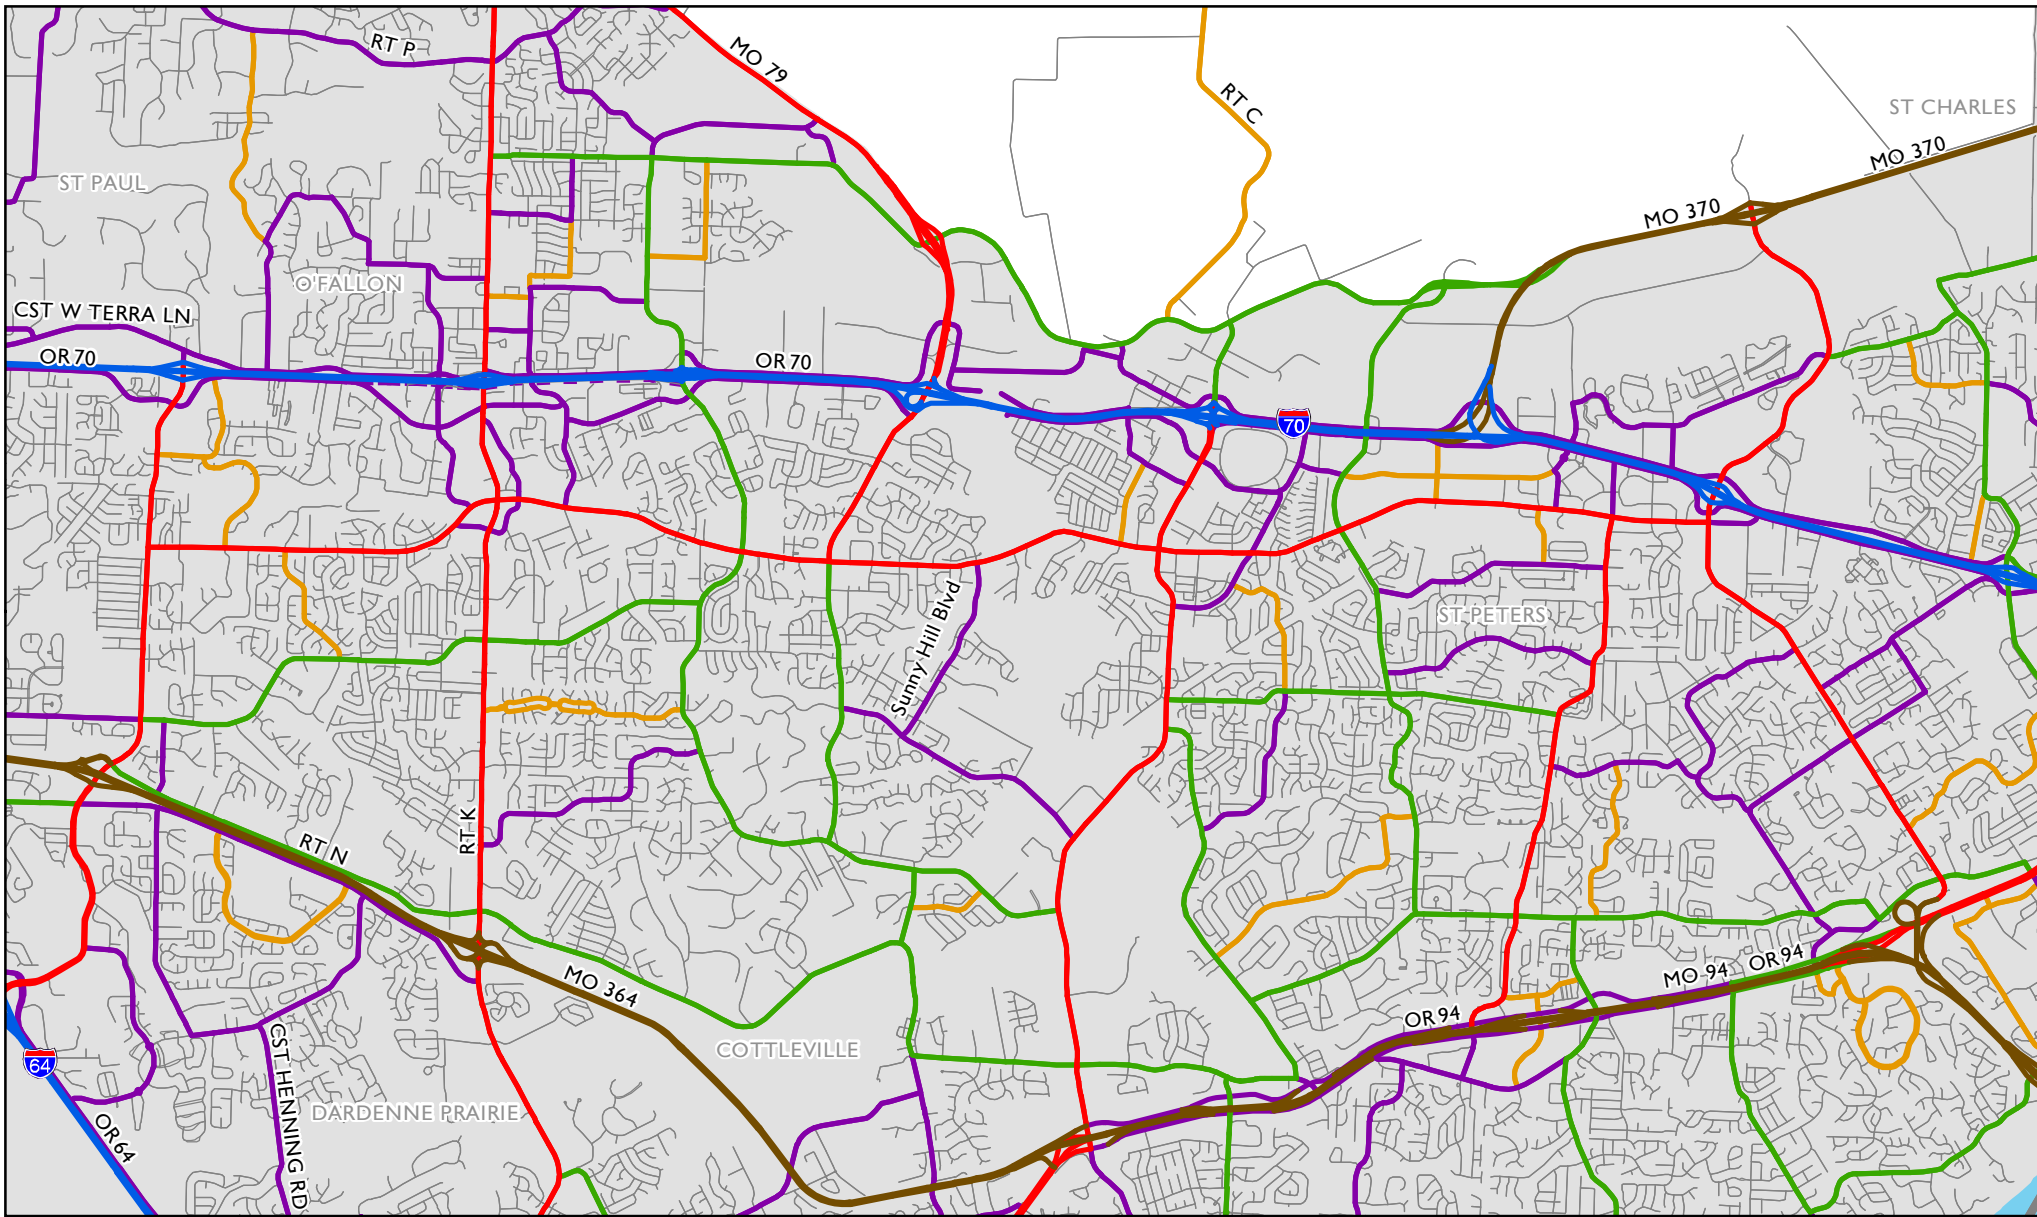 RT P
MO 79
RT C
ST CHARLES
MO 370
MO 370
ST PAUL
O'FALLON
CST W TERRA LN
OR 70
OR 70
70
Sunny Hill Blvd
ST PETERS
RT K
RT N
MO 364
MO 94
OR 94
OR 94
COTTLEVILLE
64
CST HENNING RD
DARDENNE PRAIRIE
OR 64